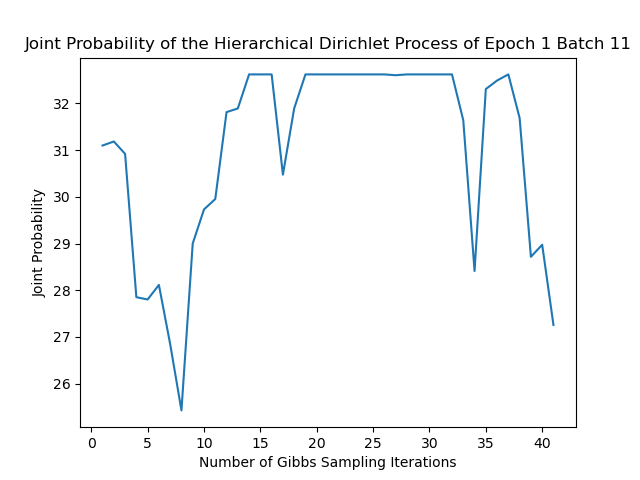 Joint Probability of the Hierarchical Dirichlet Process of Epoch 1 Batch 11
32
31
30
29
28
27
26
Joint Probability
0 5 10 15 20 25 30 35 40
Number of Gibbs Sampling Iterations